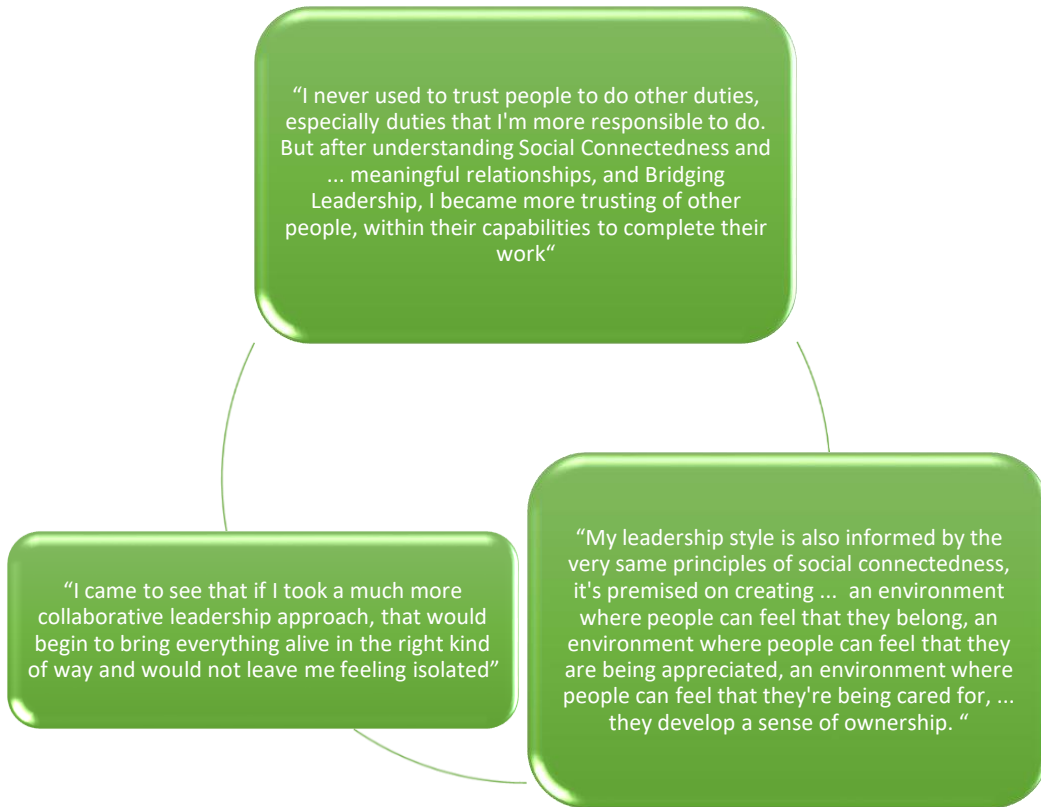 “I never used to trust people to do other duties,
especially duties that I'm more responsible to do.
But after understanding Social Connectedness and
... meaningful relationships, and Bridging
Leadership, I became more trusting of other
people, within their capabilities to complete their
work“
“I came to see that if I took a much more
collaborative leadership approach, that would
begin to bring everything alive in the right kind
of way and would not leave me feeling isolated”
“My leadership style is also informed by the
very same principles of social connectedness,
it's premised on creating ... an environment
where people can feel that they belong, an
environment where people can feel that they
are being appreciated, an environment where
people can feel that they're being cared for, ...
they develop a sense of ownership. “